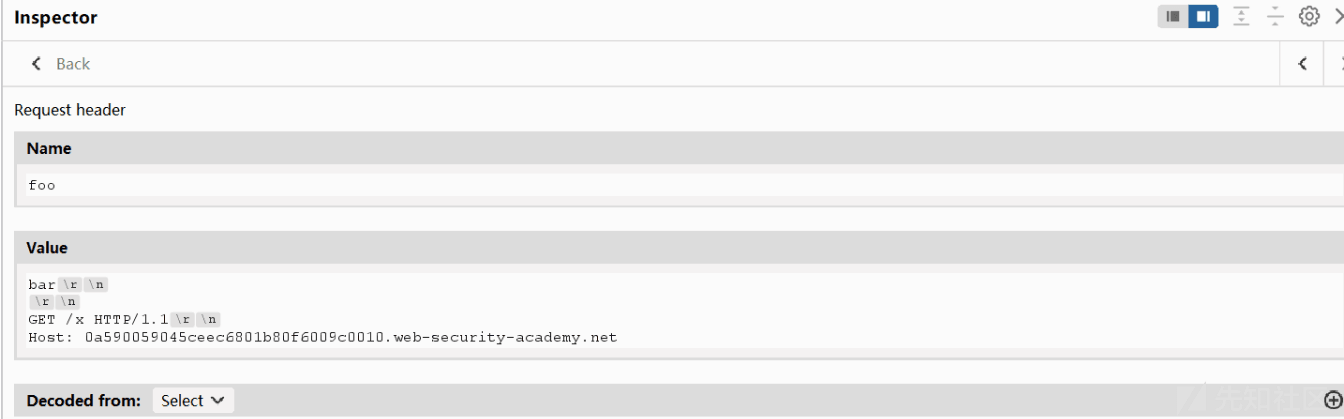 Inspector
Back
Request header
Name
foo
Value
bar\r\n
\r\n
GET /x HTTP/1.1\r\n
Host: 0a590059045ceec6801b80f6009c0010.web-security-academy.net
Decoded from: Select
先知社区